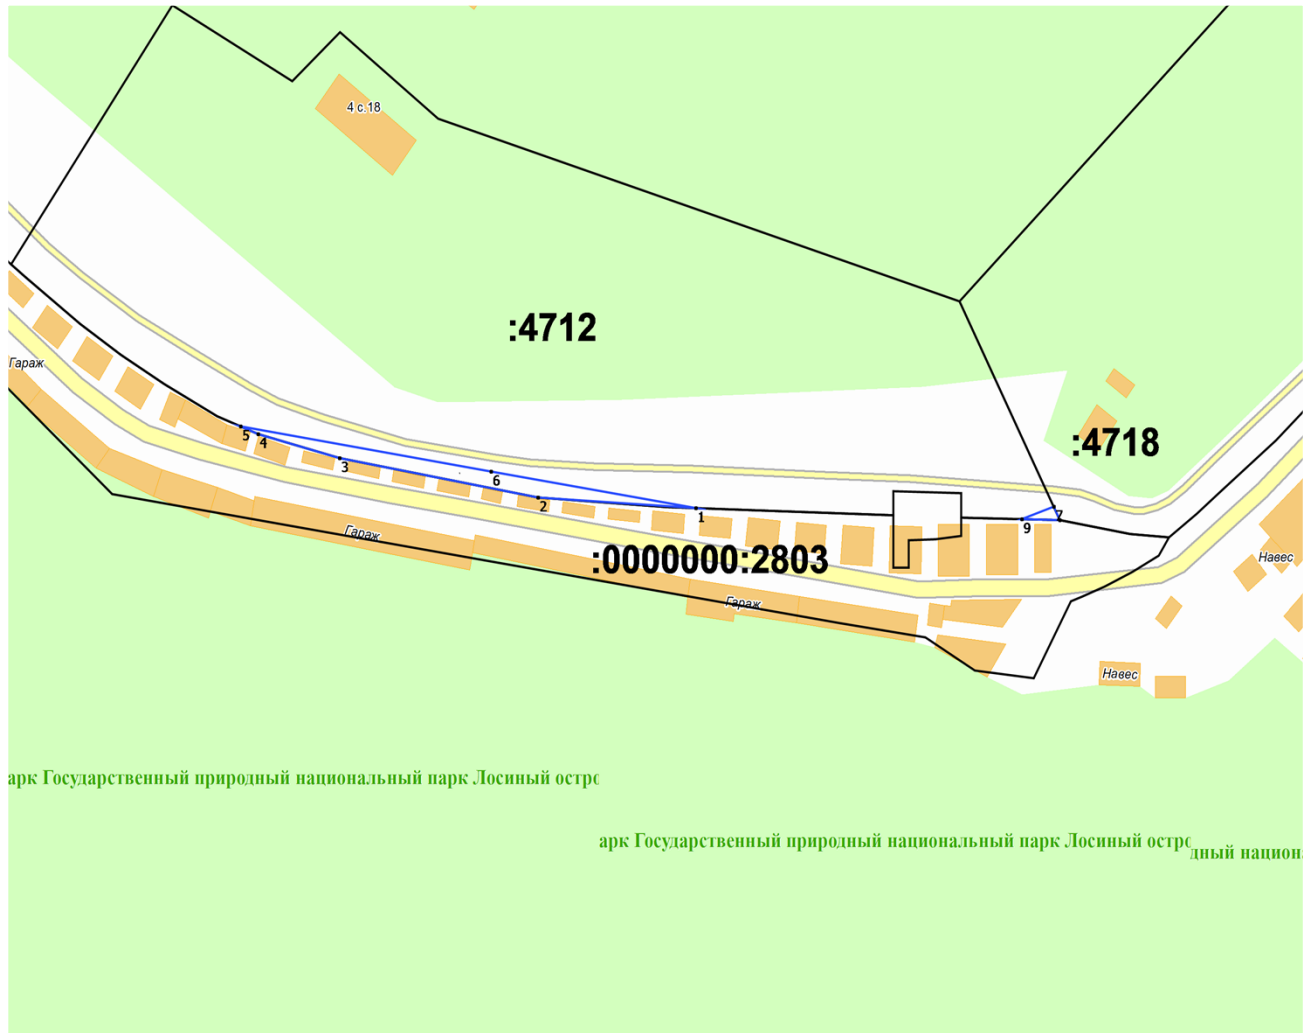 4 с.18
:4712
Гараж
:4718
5
4
3
6
2
1
7
9
Гараж
:0000000:2803
Навес
Гараж
Навес
арк Государственный природный национальный парк Лосиный остро
арк Государственный природный национальный парк Лосиный остро
дный национ